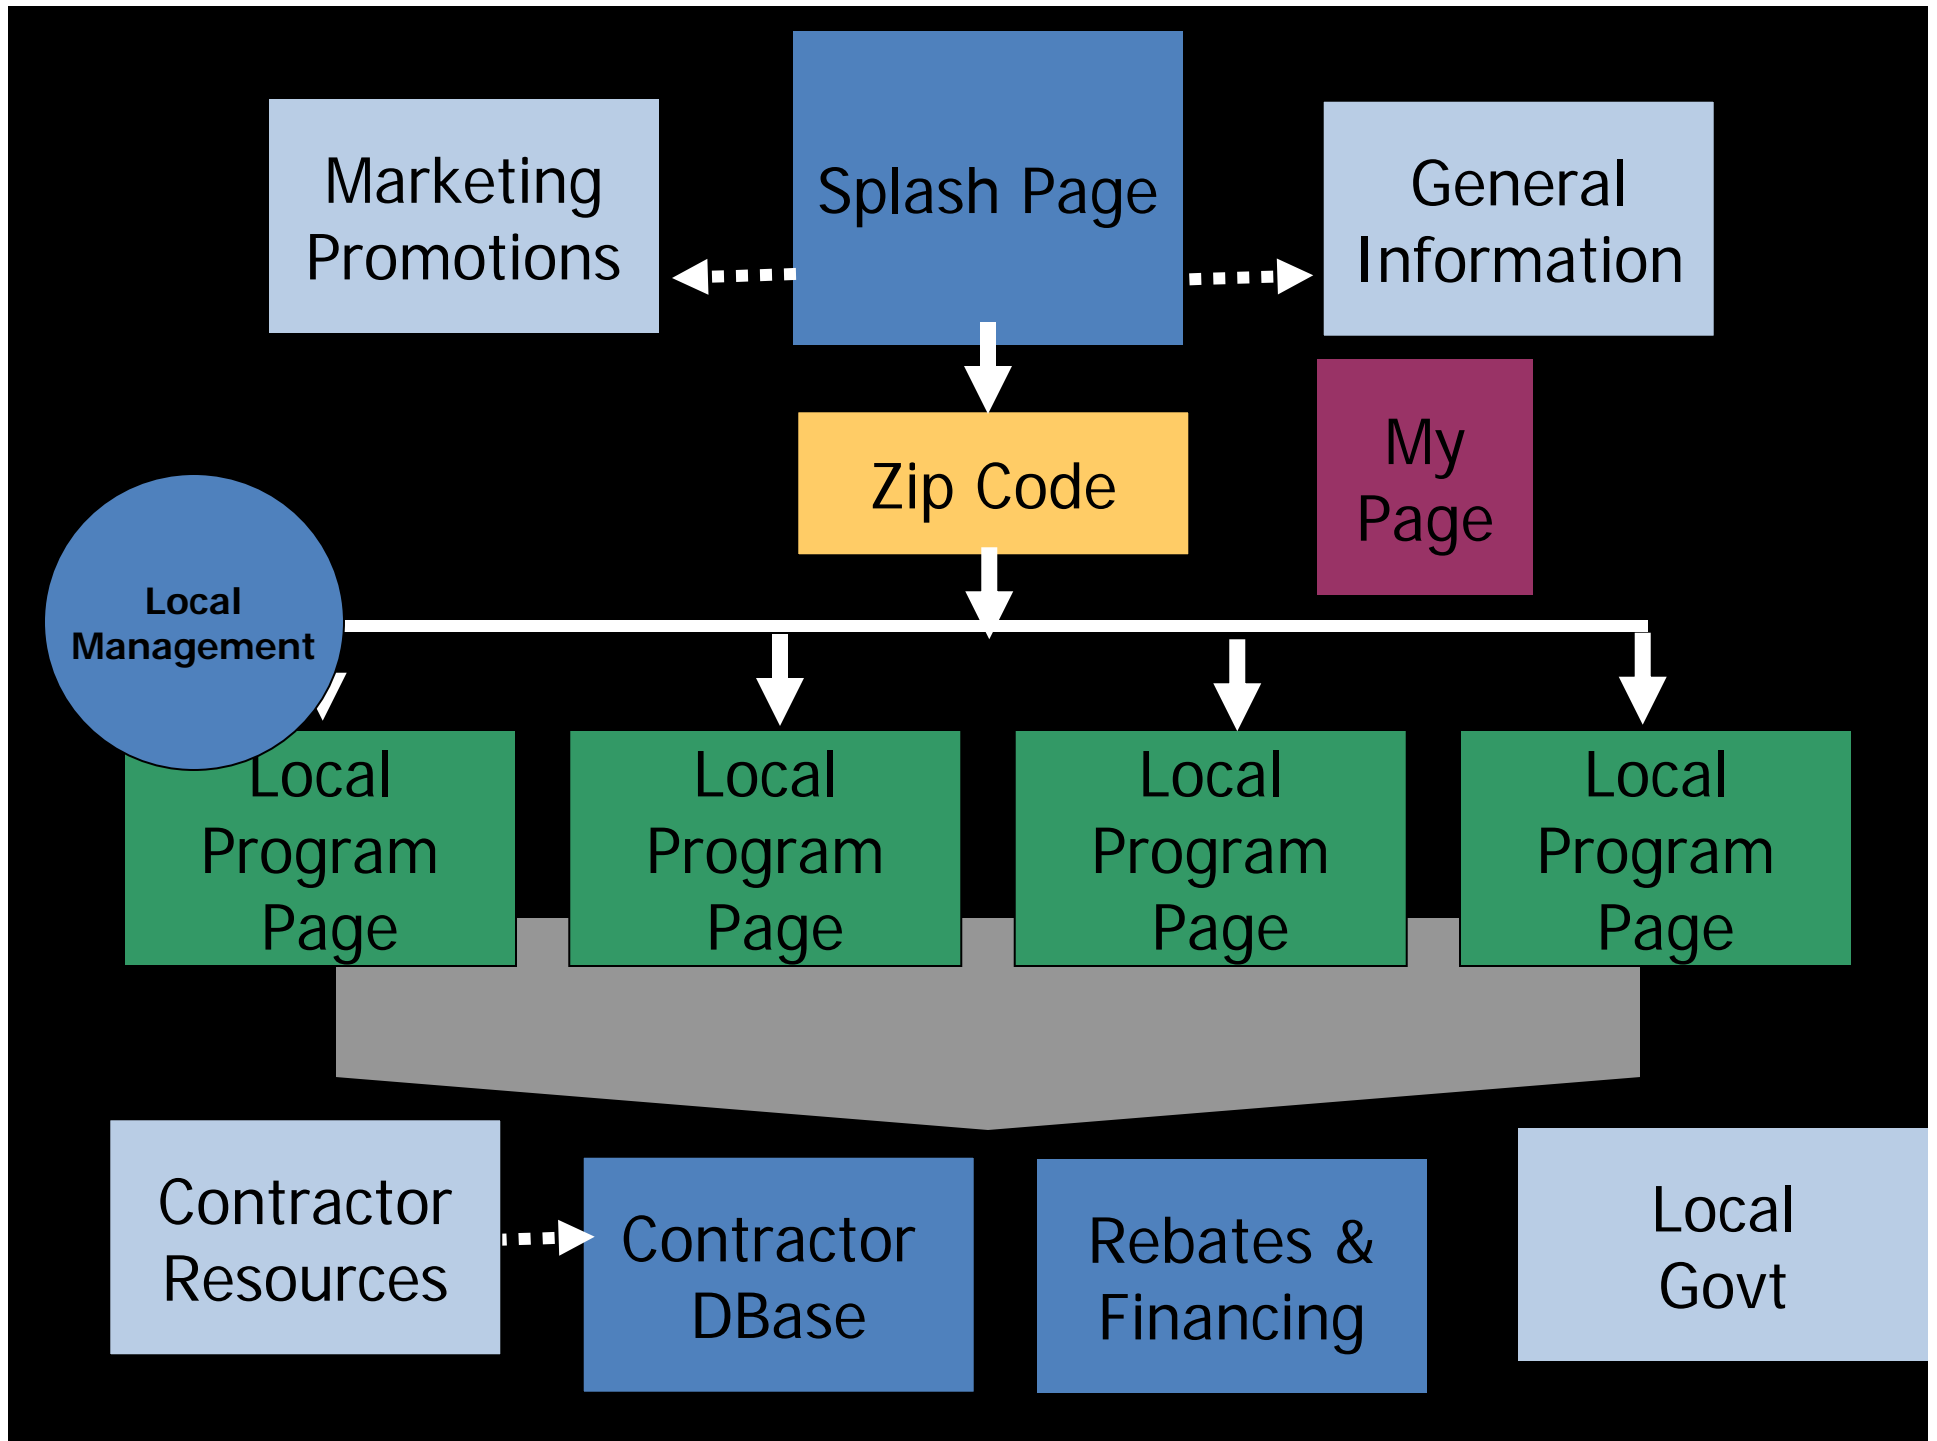 Marketing
Promotions
Splash Page
General
Information
Zip Code
My
Page
Local
Management
Local
Program
Page
Local
Program
Page
Local
Program
Page
Local
Program
Page
Contractor
Resources
Contractor
DBase
Rebates &
Financing
Local
Govt